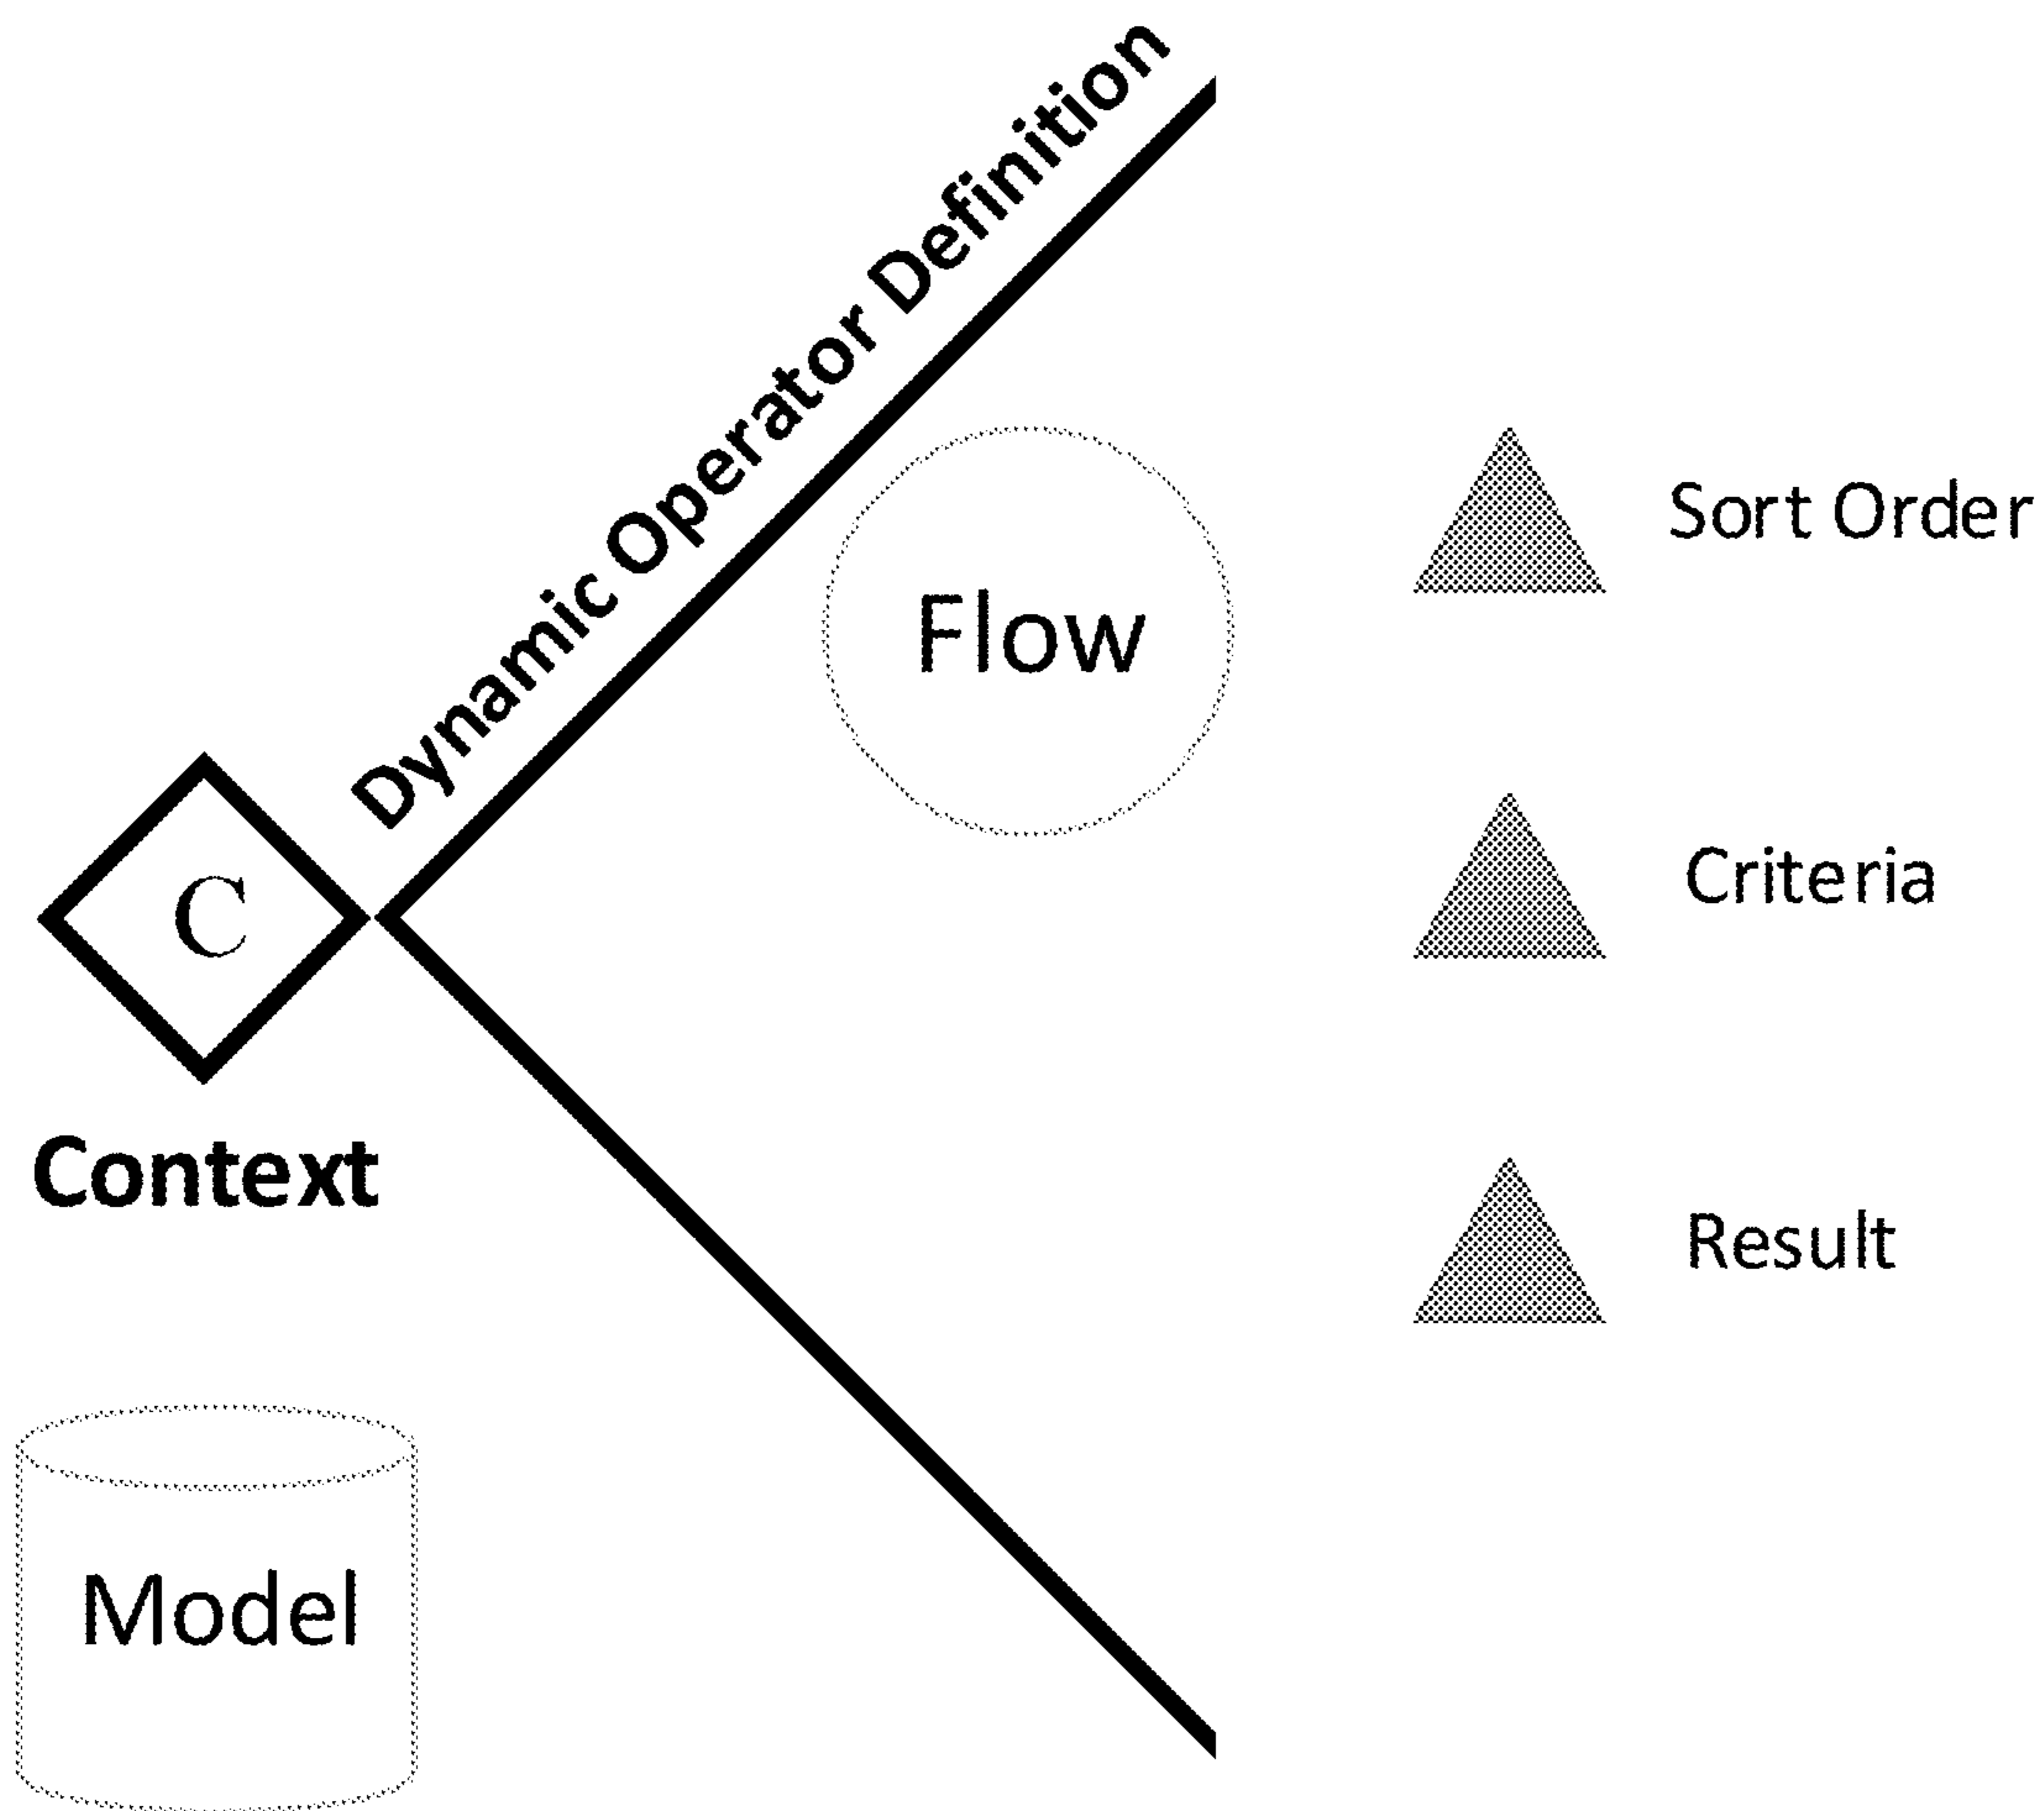 Dynamic Operator Definition
Flow
Sort Order
C
Criteria
Context
Result
Model